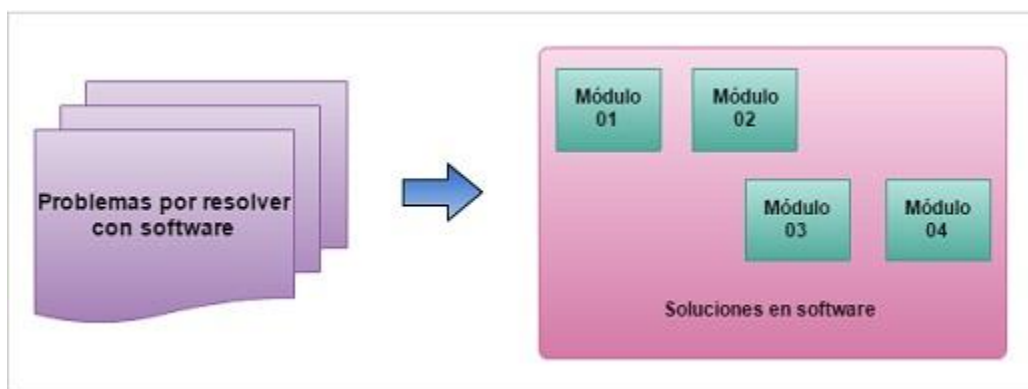 Problemas por resolver
con software
Módulo
01
Módulo
02
Módulo
03
Módulo
04
Soluciones en software